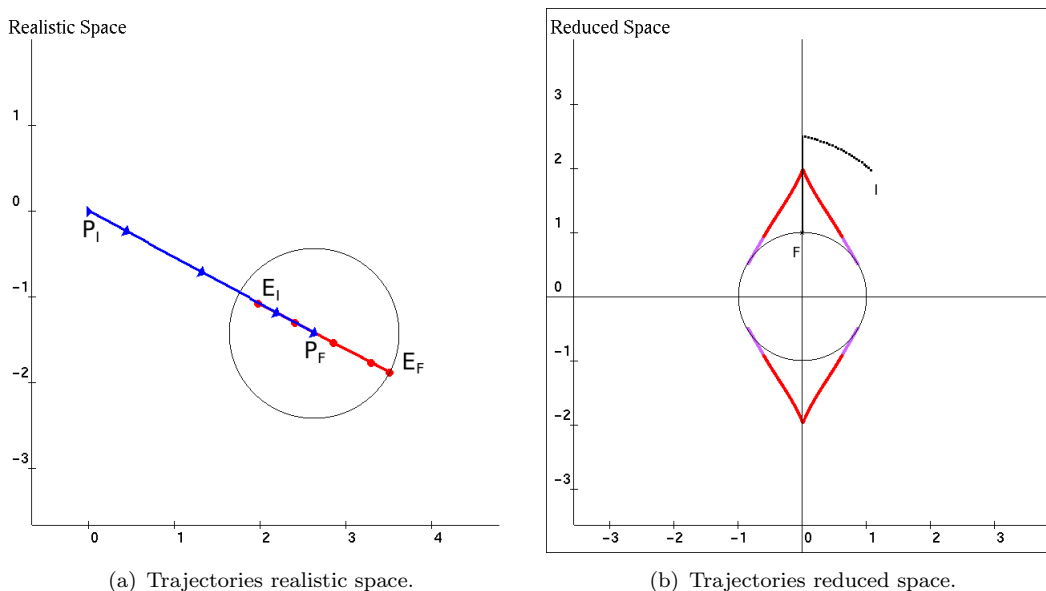 Realistic Space
1
0
-1
-2
-3
0
1
2
3
4
P_I
E_I
P_F
E_F
(a) Trajectories realistic space.
Reduced Space
3
2
1
0
-1
-2
-3
-3
-2
-1
0
1
2
3
I
F
(b) Trajectories reduced space.